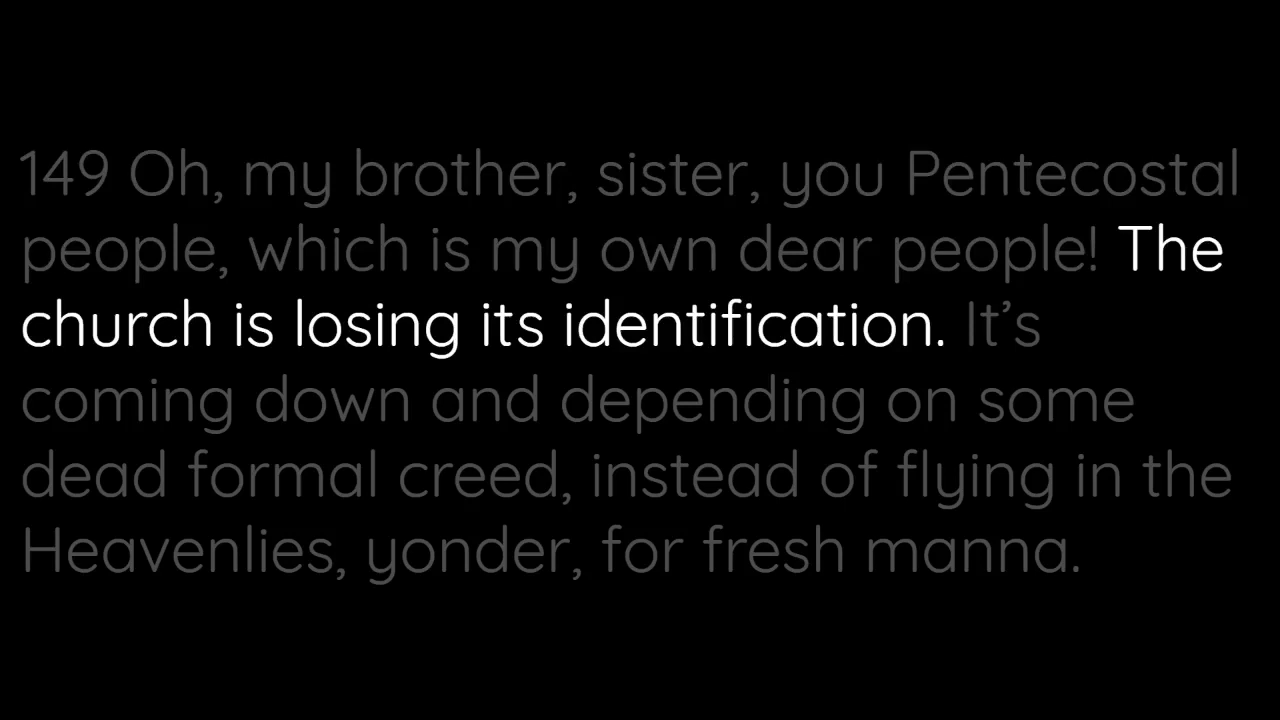 149 Oh, my brother, sister, you Pentecostal
people, which is my own dear people! The
church is losing its identification. It’s
coming down and depending on some
dead formal creed, instead of flying in the
Heavenlies, yonder, for fresh manna.